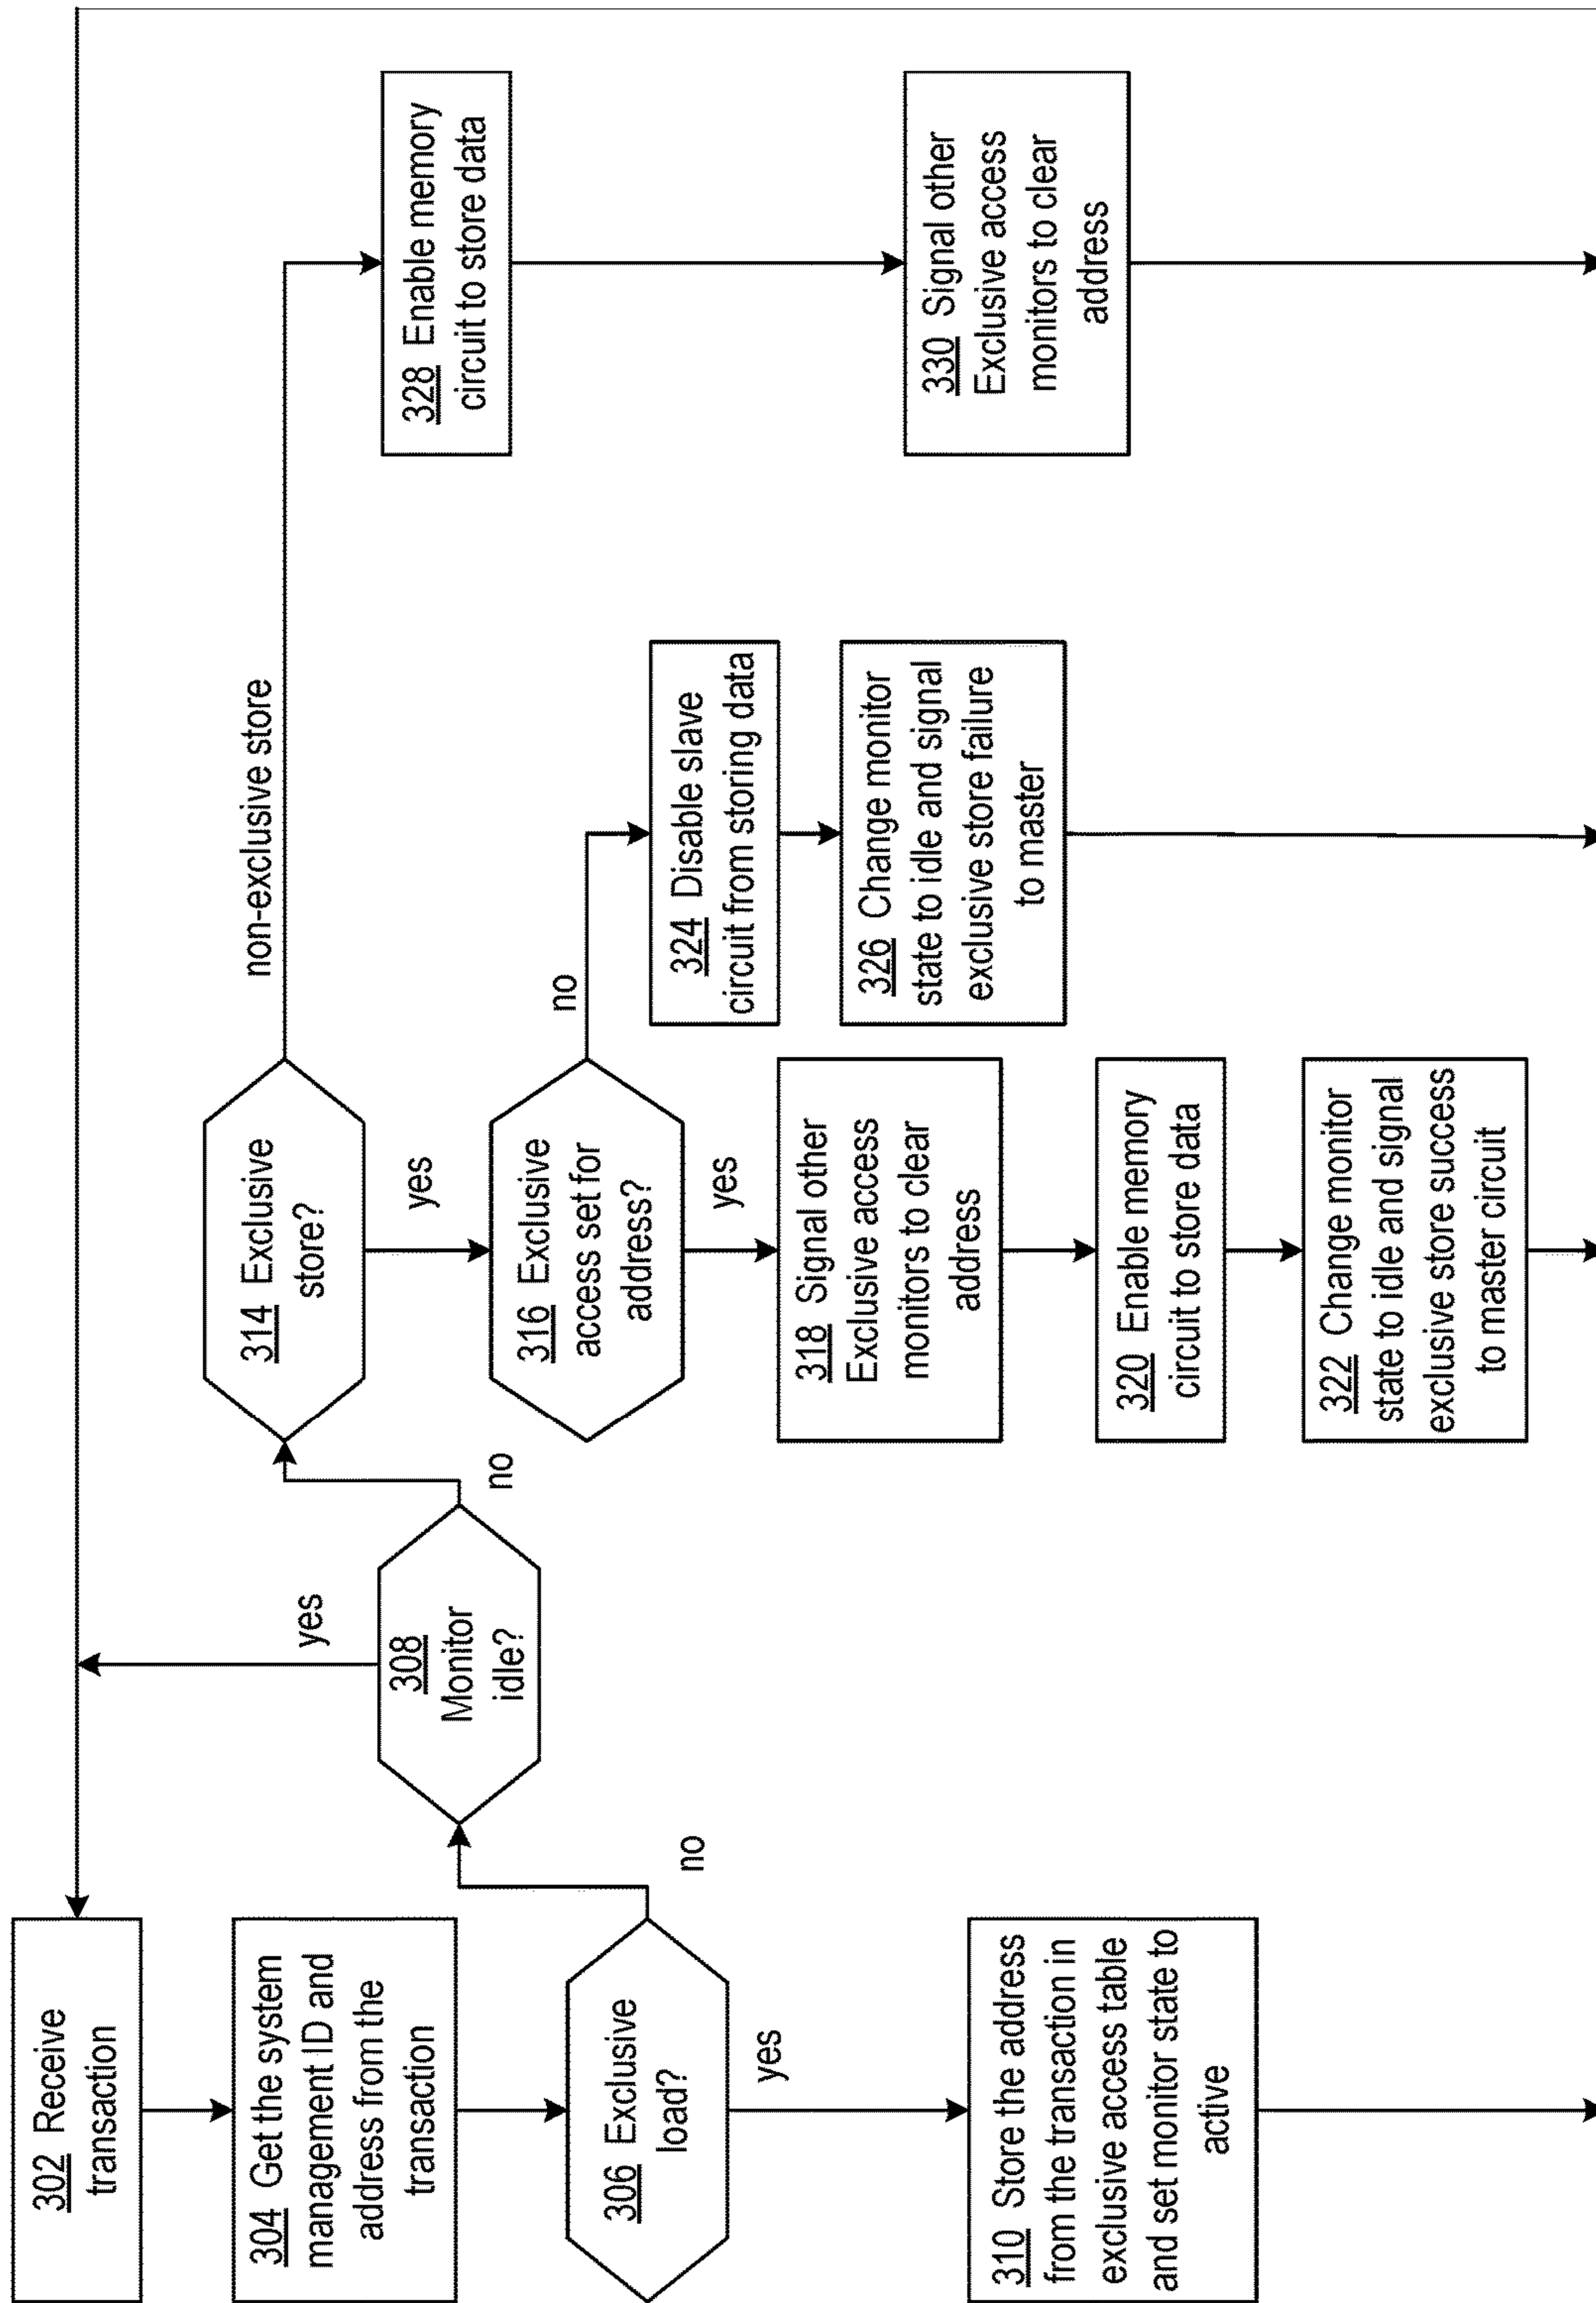 302 Receive
transaction
304 Get the system
management ID and
address from the
transaction
306 Exclusive
load?
yes
no
310 Store the address
from the transaction in
exclusive access table
and set monitor state to
active
308
Monitor
idle?
yes
no
314 Exclusive
store?
yes
non-exclusive store
316 Exclusive
access set for
address?
yes
no
318 Signal other
Exclusive access
monitors to clear
address
320 Enable memory
circuit to store data
322 Change monitor
state to idle and signal
exclusive store success
to master circuit
324 Disable slave
circuit from storing data
326 Change monitor
state to idle and signal
exclusive store failure
to master
328 Enable memory
circuit to store data
330 Signal other
Exclusive access
monitors to clear
address